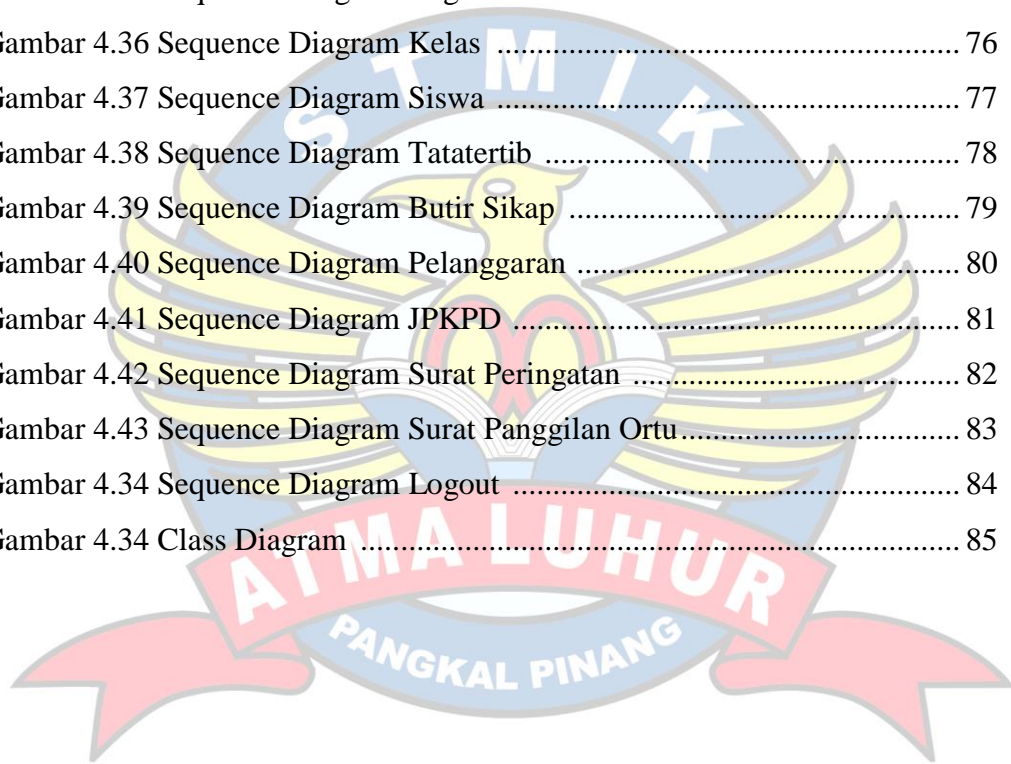 Gambar 4.36 Sequence Diagram Kelas ........................................................ 76
Gambar 4.37 Sequence Diagram Siswa ........................................................ 77
Gambar 4.38 Sequence Diagram Tatatertib .................................................. 78
Gambar 4.39 Sequence Diagram Butir Sikap ............................................... 79
Gambar 4.40 Sequence Diagram Pelanggaran .............................................. 80
Gambar 4.41 Sequence Diagram JPKPD ...................................................... 81
Gambar 4.42 Sequence Diagram Surat Peringatan ....................................... 82
Gambar 4.43 Sequence Diagram Surat Panggilan Ortu.................................. 83
Gambar 4.34 Sequence Diagram Logout ...................................................... 84
Gambar 4.34 Class Diagram ......................................................................... 85
STMIK
ATMA LUHUR
PANGKAL PINANG